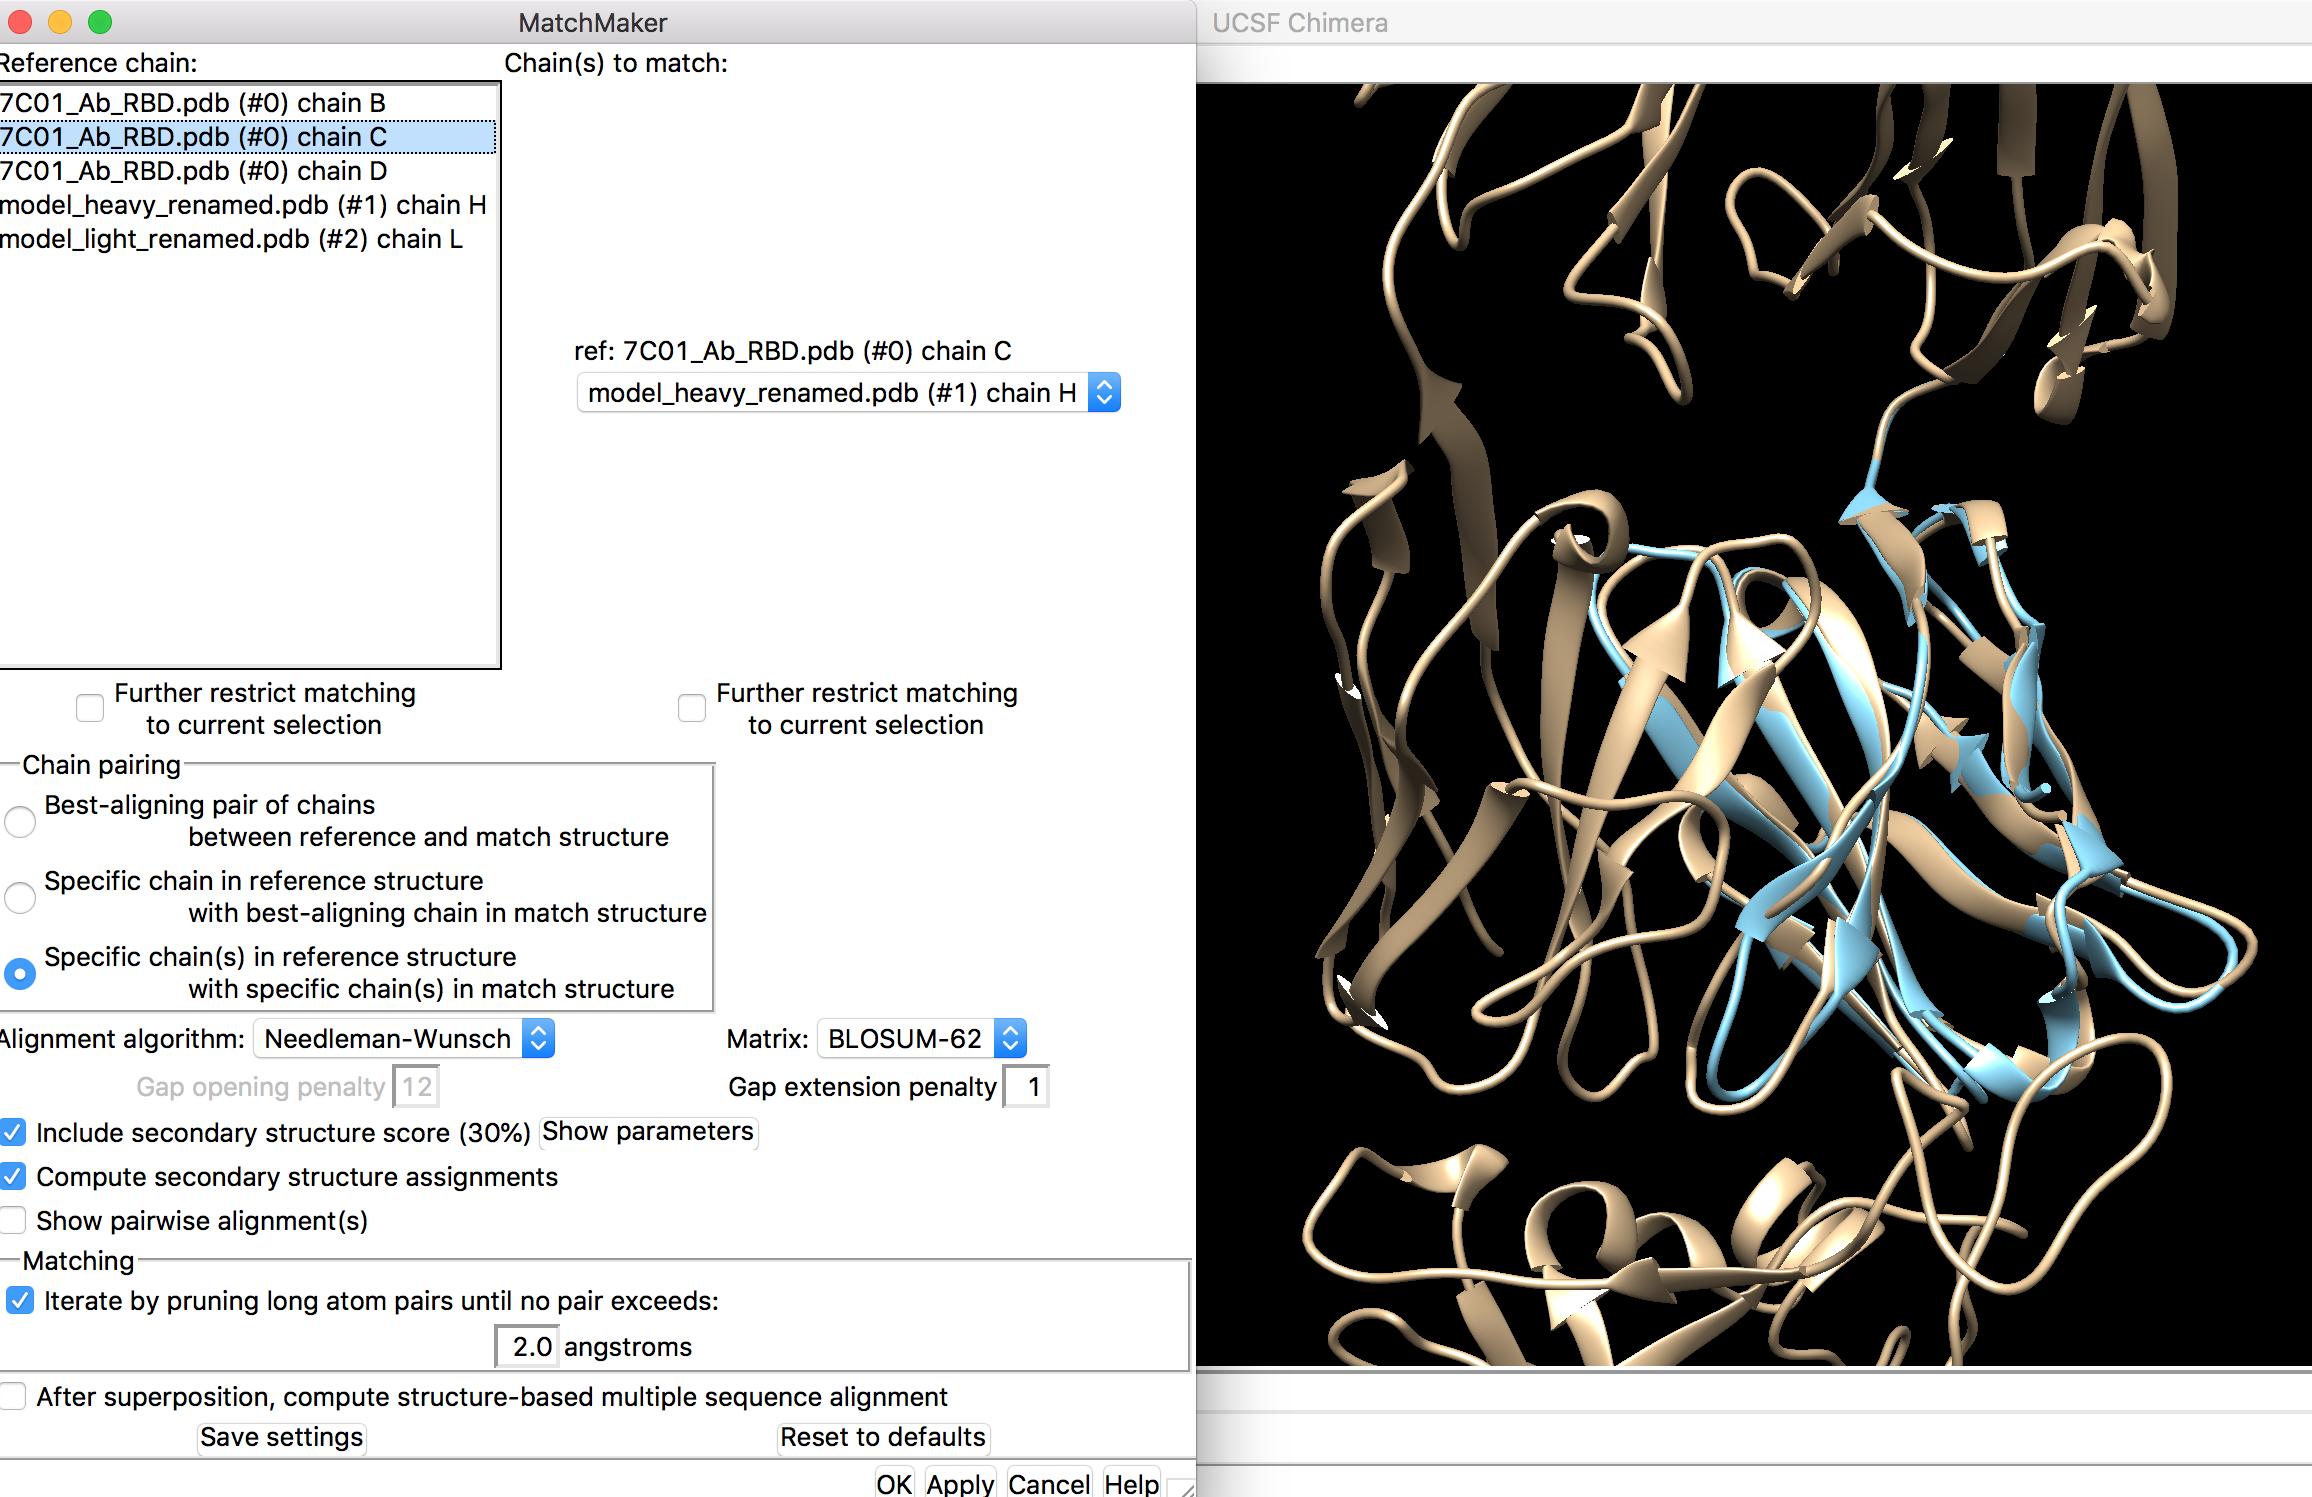 MatchMaker
UCSF Chimera
Reference chain:
Chain(s) to match:
7C01_Ab_RBD.pdb (#0) chain B
7C01_Ab_RBD.pdb (#0) chain C
7C01_Ab_RBD.pdb (#0) chain D
model_heavy_renamed.pdb (#1) chain H
model_light_renamed.pdb (#2) chain L
ref: 7C01_Ab_RBD.pdb (#0) chain C
model_heavy_renamed.pdb (#1) chain H
Further restrict matching
to current selection
Further restrict matching
to current selection
Chain pairing
Best-aligning pair of chains
between reference and match structure
Specific chain in reference structure
with best-aligning chain in match structure
Specific chain(s) in reference structure
with specific chain(s) in match structure
Alignment algorithm: Needleman-Wunsch
Matrix: BLOSUM-62
Gap opening penalty 12
Gap extension penalty 1
Include secondary structure score (30%) Show parameters
Compute secondary structure assignments
Show pairwise alignment(s)
Matching
Iterate by pruning long atom pairs until no pair exceeds:
2.0 angstroms
After superposition, compute structure-based multiple sequence alignment
Save settings
Reset to defaults
OK Apply Cancel Help